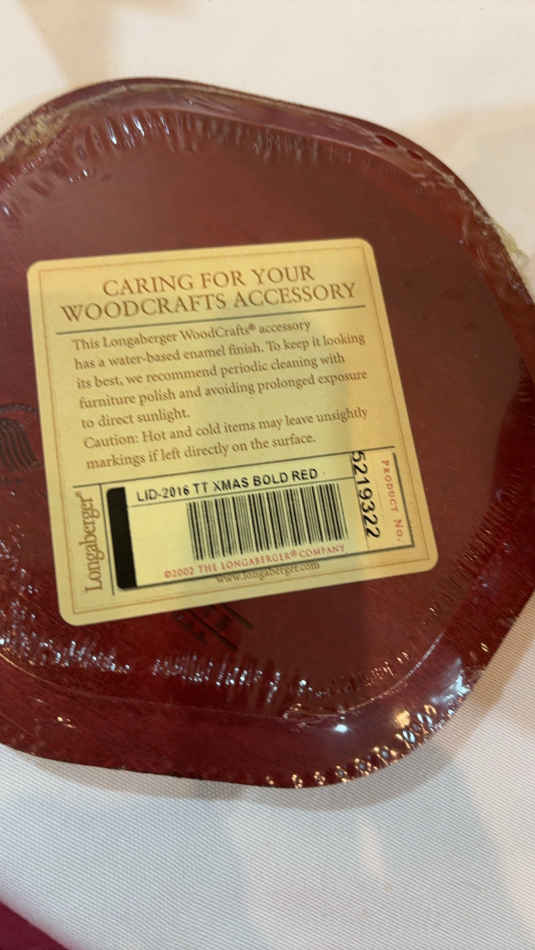 CARING FOR YOUR
WOODCRAFTS ACCESSORY
This Longaberger WoodCrafts® accessory
has a water-based enamel finish. To keep it looking
its best, we recommend periodic cleaning with
furniture polish and avoiding prolonged exposure
to direct sunlight.
Caution: Hot and cold items may leave unsightly
markings if left directly on the surface.
Longaberger®
LID-2016 TT XMAS BOLD RED
5219322
PRODUCT NO.
©2002 THE LONGABERGER® COMPANY
www.longaberger.com